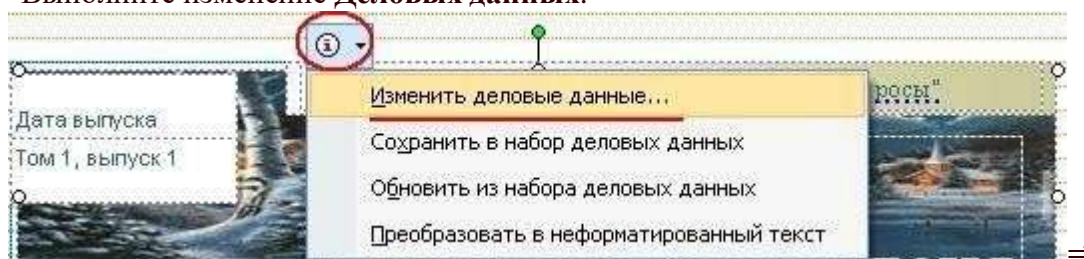 Выполните изменение Деловых данных.
Изменить деловые данные...
росы"
Дата выпуска
Том 1, выпуск 1
Сохранить в набор деловых данных
Обновить из набора деловых данных
Преобразовать в неформатированный текст
=